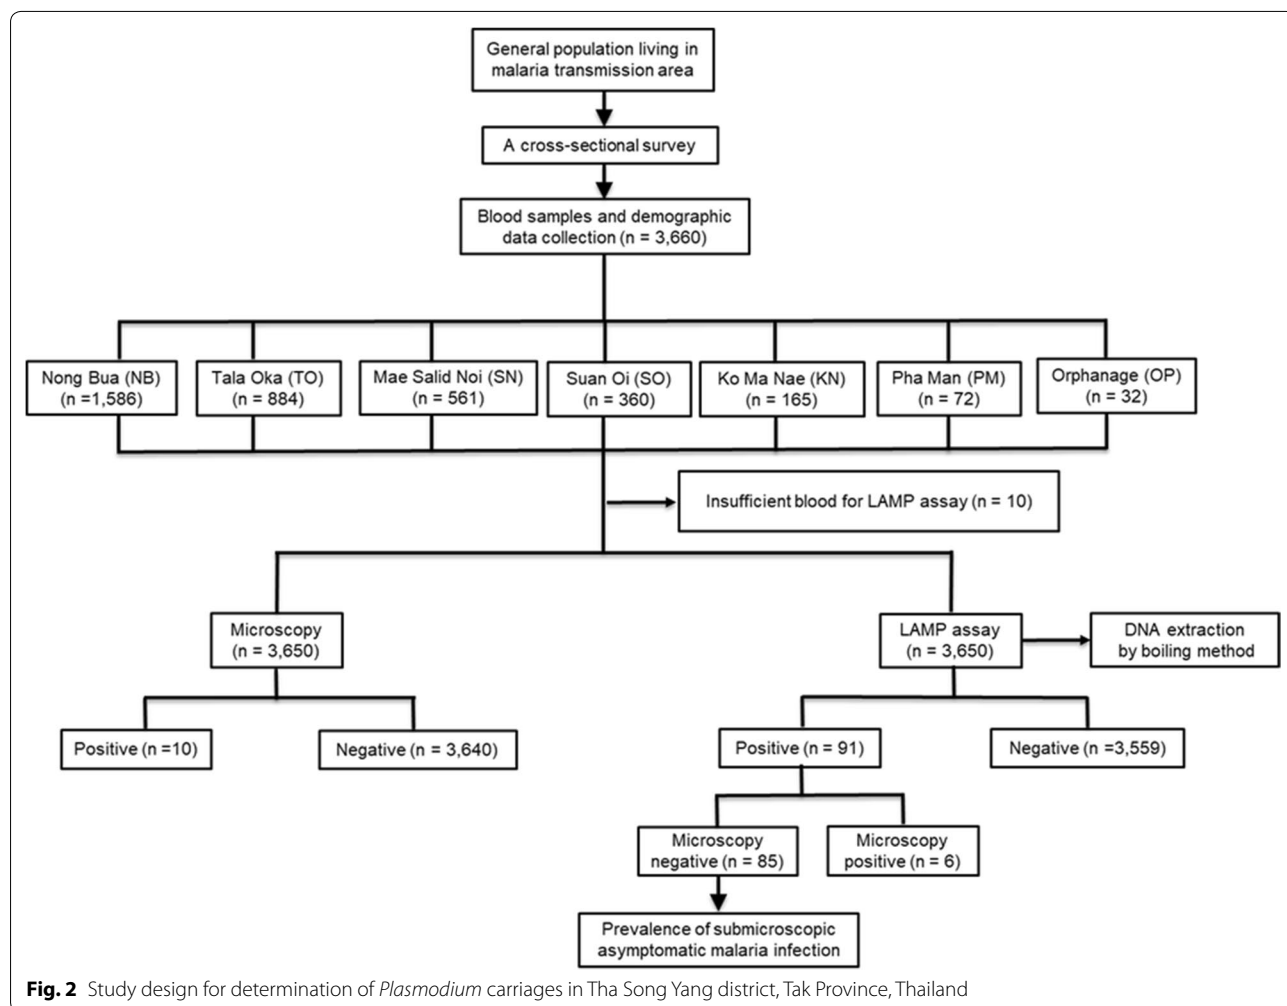 General population living in
malaria transmission area
A cross-sectional survey
Blood samples and demographic
data collection (n = 3,660)
Nong Bua (NB)
(n =1,586)
Tala Oka (TO)
(n = 884)
Mae Salid Noi (SN)
(n = 561)
Suan Oi (SO)
(n = 360)
Ko Ma Nae (KN)
(n = 165)
Pha Man (PM)
(n = 72)
Orphanage (OP)
(n = 32)
Insufficient blood for LAMP assay (n = 10)
Microscopy
(n = 3,650)
LAMP assay
(n = 3,650)
DNA extraction
by boiling method
Positive (n =10)
Negative (n = 3,640)
Positive (n = 91)
Negative (n =3,559)
Microscopy
negative (n = 85)
Microscopy
positive (n = 6)
Prevalence of submicroscopic
asymptomatic malaria infection
Fig. 2 Study design for determination of Plasmodium carriages in Tha Song Yang district, Tak Province, Thailand